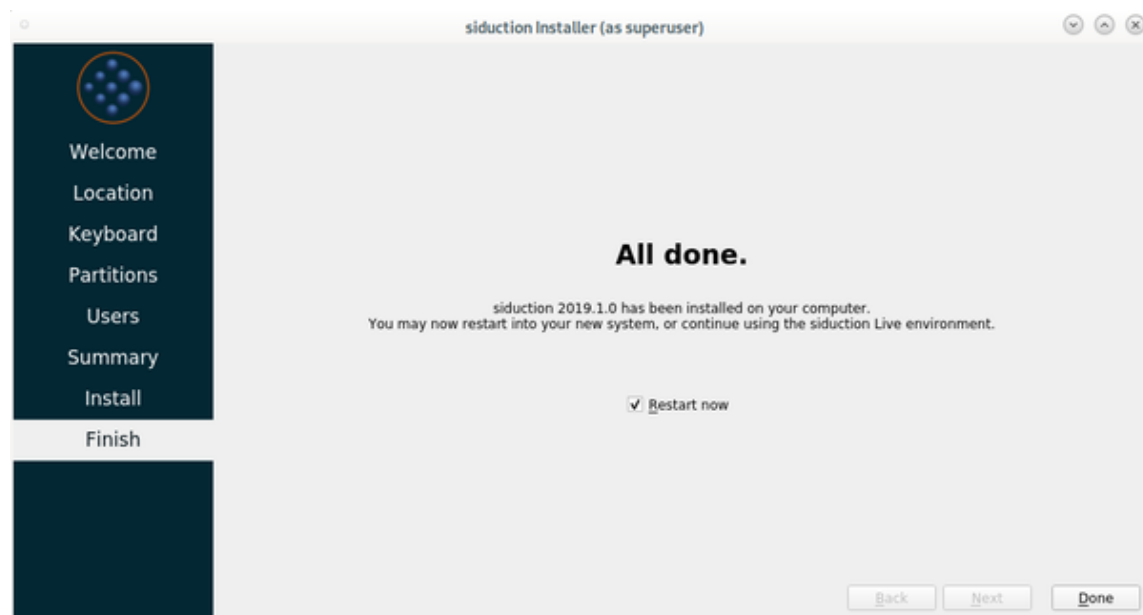 siduction Installer (as superuser)
Welcome
Location
Keyboard
Partitions
Users
Summary
Install
Finish
All done.
siduction 2019.1.0 has been installed on your computer.
You may now restart into your new system, or continue using the siduction Live environment.
Restart now
Back
Next
Done